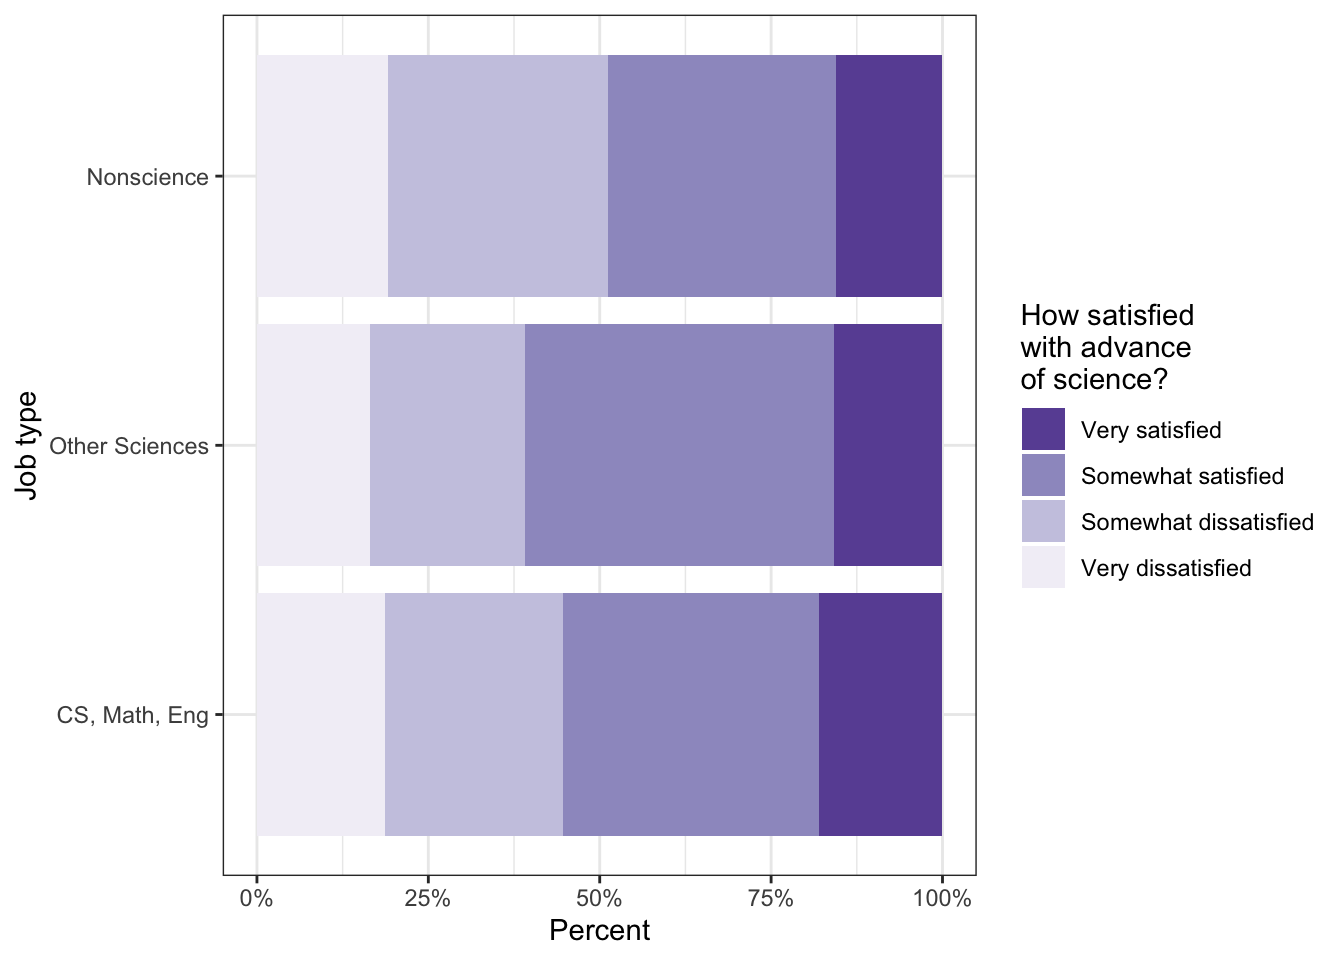 Nonscience
Other Sciences
CS, Math, Eng
Job type
0%
25%
50%
75%
100%
Percent
How satisfied
with advance
of science?
Very satisfied
Somewhat satisfied
Somewhat dissatisfied
Very dissatisfied